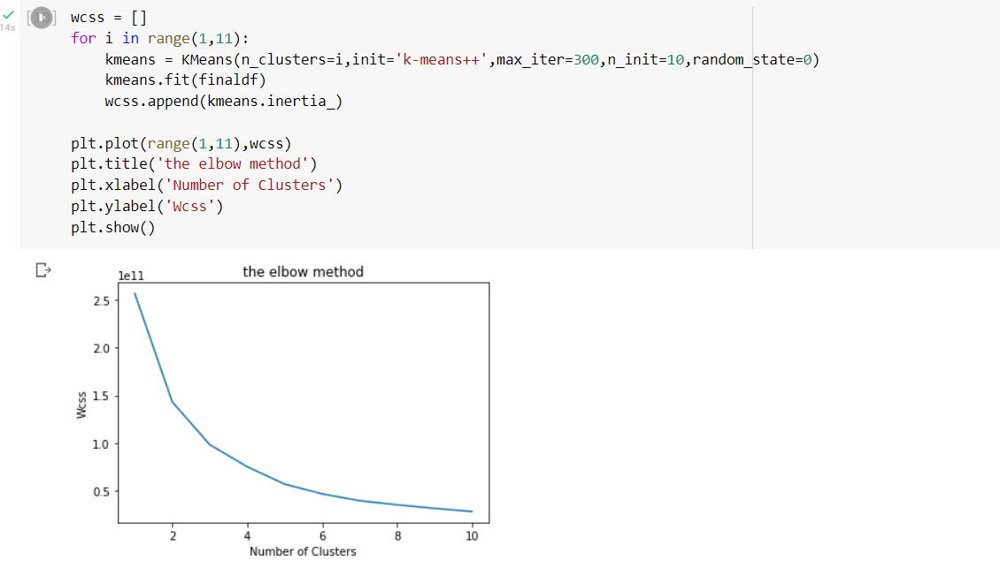 14s
wcss = []
for i in range(1,11):
kmeans = KMeans(n_clusters=i,init='k-means++',max_iter=300,n_init=10,random_state=0)
kmeans.fit(finaldf)
wcss.append(kmeans.inertia_)
plt.plot(range(1,11),wcss)
plt.title('the elbow method')
plt.xlabel('Number of Clusters')
plt.ylabel('Wcss')
plt.show()
the elbow method
1e11
2.5
2.0
1.5
1.0
0.5
Wcss
2 4 6 8 10
Number of Clusters